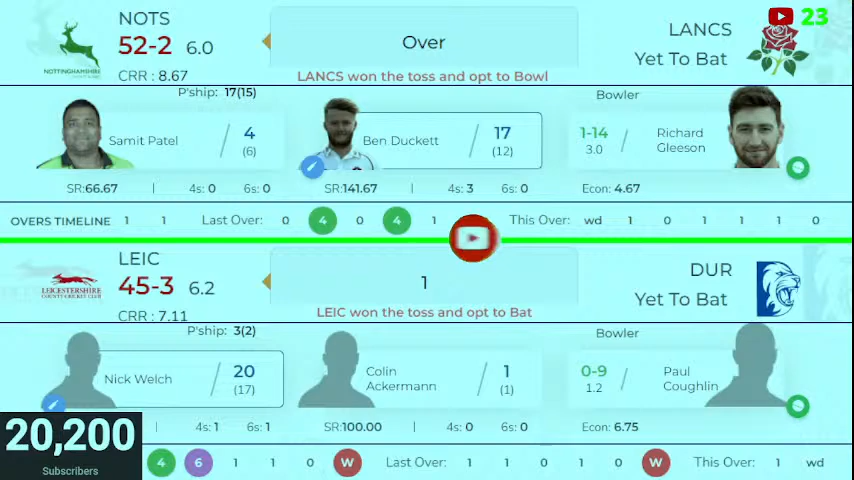 NOTS
52-2 6.0
CRR : 8.67
NOTTINGHAMSHIRE
Over
LANCS won the toss and opt to Bowl
LANCS
Yet To Bat
23
P'ship: 17(15)
Samit Patel
4
(6)
Ben Duckett
17
(12)
Bowler
1-14
3.0
Richard
Gleeson
SR:66.67 | 4s: 0 6s: 0
SR:141.67 | 4s: 3 6s: 0
Econ: 4.67
OVERS TIMELINE 1 1 Last Over: 0 4 0 4 1 This Over: wd 1 0 1 1 1 0
LEIC
45-3 6.2
CRR : 7.11
LEICESTERSHIRE
COUNTY CRICKET CLUB
1
LEIC won the toss and opt to Bat
DUR
Yet To Bat
P'ship: 3(2)
Nick Welch
20
(17)
Colin
Ackermann
1
(1)
Bowler
0-9
1.2
Paul
Coughlin
| 4s: 1 6s: 1
SR:100.00 | 4s: 0 6s: 0
Econ: 6.75
20,200
Subscribers
4 6 1 1 0 W Last Over: 1 1 0 1 0 W This Over: 1 wd